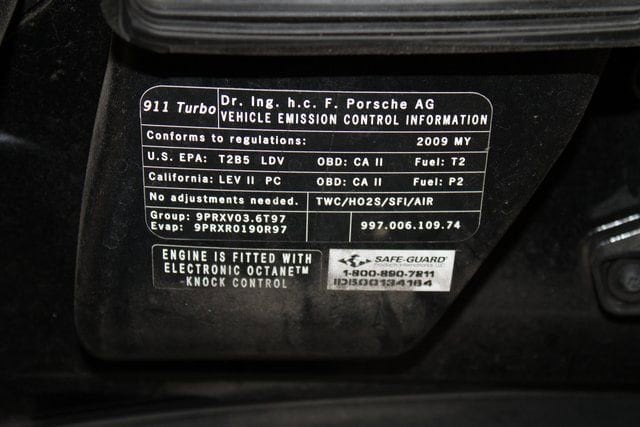 911 Turbo
Dr. Ing. h.c. F. Porsche AG
VEHICLE EMISSION CONTROL INFORMATION
Conforms to regulations: 2009 MY
U.S. EPA: T2B5 LDV OBD: CA II Fuel: T2
California: LEV II PC OBD: CA II Fuel: P2
No adjustments needed. TWC/HO2S/SFI/AIR
Group: 9PRXV03.6T97
Evap: 9PRXR0190R97
997.006.109.74
ENGINE IS FITTED WITH
ELECTRONIC OCTANE™
KNOCK CONTROL
SAFE-GUARD
1-800-890-7211